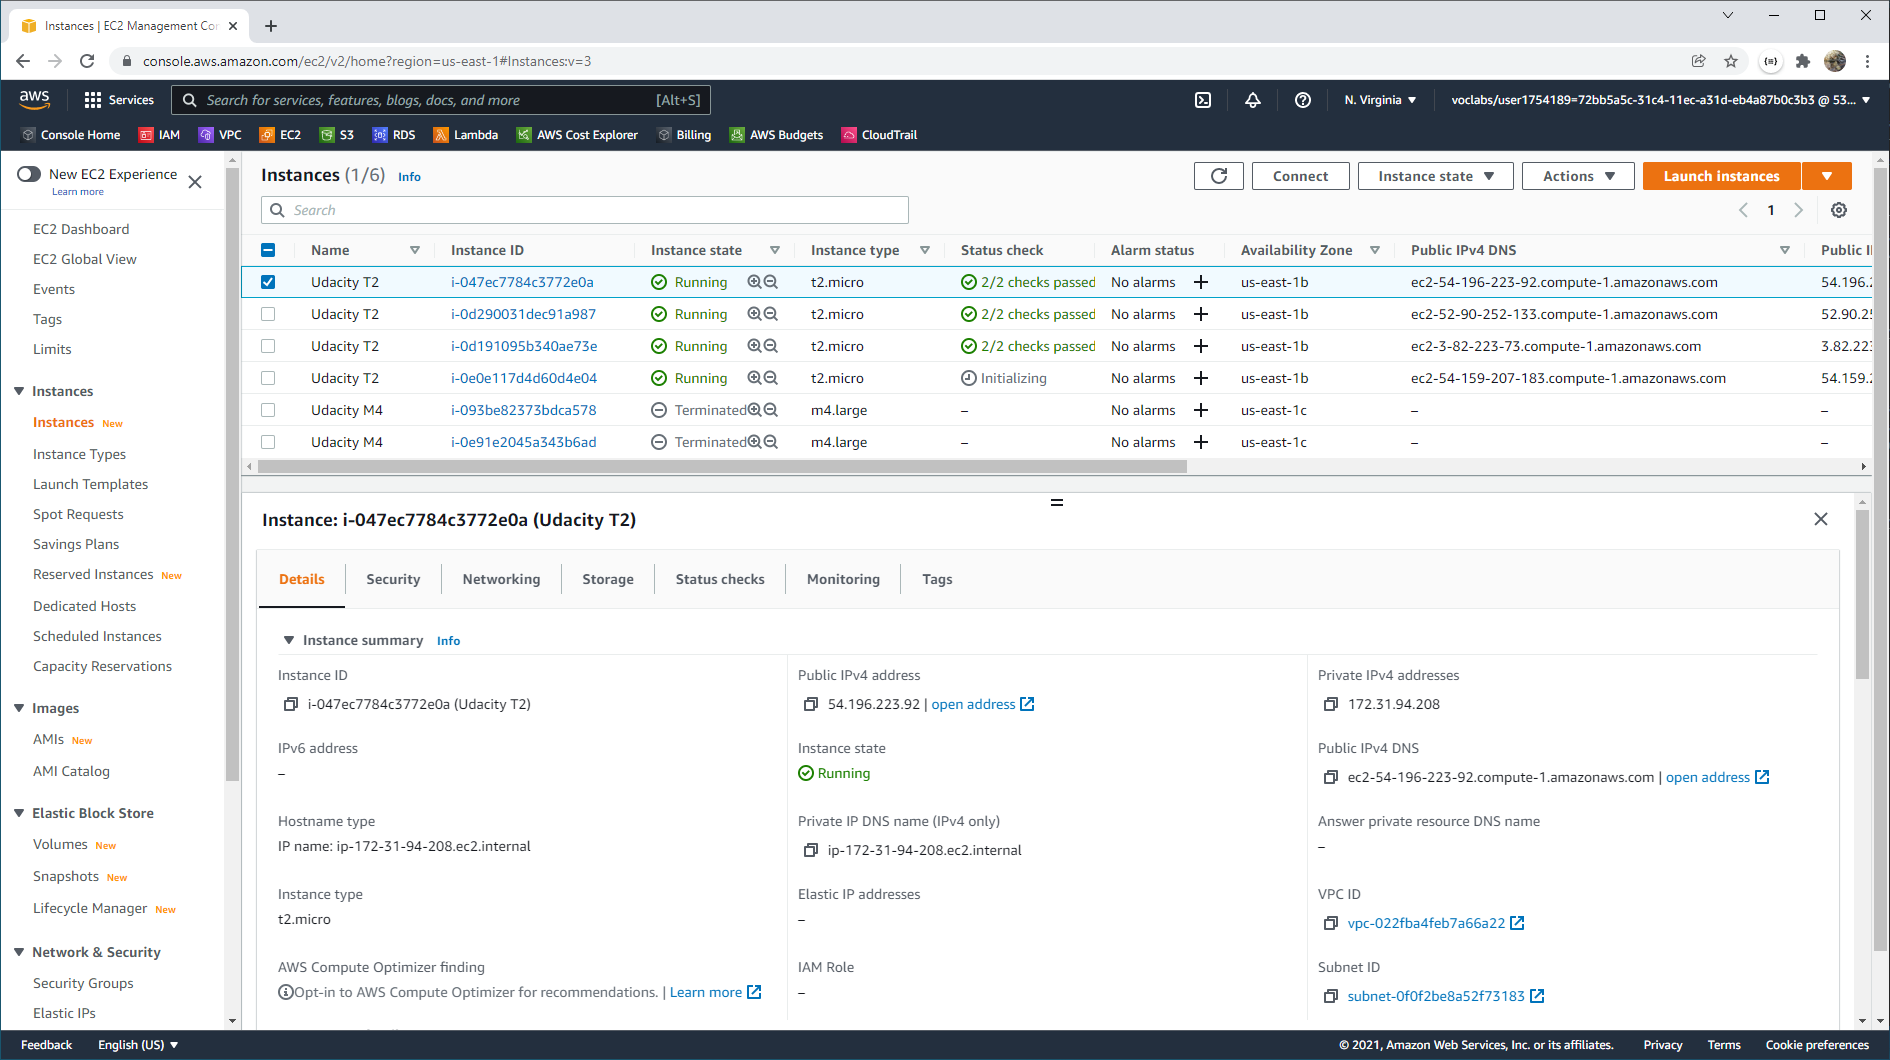 Instances | EC2 Management Con
console.aws.amazon.com/ec2/v2/home?region=us-east-1#Instances:v=3
aws Services Search for services, features, blogs, docs, and more [Alt+S] N. Virginia voclabs/user1754189=72bb5a5c-31c4-11ec-a31d-eb4a87b0c3b3 @ 53...
Console Home IAM VPC EC2 S3 RDS Lambda AWS Cost Explorer Billing AWS Budgets CloudTrail
New EC2 Experience
Learn more
EC2 Dashboard
EC2 Global View
Events
Tags
Limits
Instances
Instances New
Instance Types
Launch Templates
Spot Requests
Savings Plans
Reserved Instances New
Dedicated Hosts
Scheduled Instances
Capacity Reservations
Images
AMIs New
AMI Catalog
Elastic Block Store
Volumes New
Snapshots New
Lifecycle Manager New
Network & Security
Security Groups
Elastic IPs
Instances (1/6) Info Connect Instance state Actions Launch instances
Search 1
Name Instance ID Instance state Instance type Status check Alarm status Availability Zone Public IPv4 DNS Public I
Udacity T2 i-047ec7784c3772e0a Running t2.micro 2/2 checks passed No alarms us-east-1b ec2-54-196-223-92.compute-1.amazonaws.com 54.196.2
Udacity T2 i-0d290031dec91a987 Running t2.micro 2/2 checks passed No alarms us-east-1b ec2-52-90-252-133.compute-1.amazonaws.com 52.90.25
Udacity T2 i-0d191095b340ae73e Running t2.micro 2/2 checks passed No alarms us-east-1b ec2-3-82-223-73.compute-1.amazonaws.com 3.82.223
Udacity T2 i-0e0e117d4d60d4e04 Running t2.micro Initializing No alarms us-east-1b ec2-54-159-207-183.compute-1.amazonaws.com 54.159.2
Udacity M4 i-093be82373bdca578 Terminated m4.large – No alarms us-east-1c – –
Udacity M4 i-0e91e2045a343b6ad Terminated m4.large – No alarms us-east-1c – –
Instance: i-047ec7784c3772e0a (Udacity T2)
Details Security Networking Storage Status checks Monitoring Tags
Instance summary Info
Instance ID Public IPv4 address Private IPv4 addresses
i-047ec7784c3772e0a (Udacity T2) 54.196.223.92 | open address 172.31.94.208
IPv6 address Instance state Public IPv4 DNS
– Running ec2-54-196-223-92.compute-1.amazonaws.com | open address
Hostname type Private IP DNS name (IPv4 only) Answer private resource DNS name
IP name: ip-172-31-94-208.ec2.internal ip-172-31-94-208.ec2.internal –
Instance type Elastic IP addresses VPC ID
t2.micro – vpc-022fba4feb7a66a22
AWS Compute Optimizer finding IAM Role Subnet ID
Opt-in to AWS Compute Optimizer for recommendations. | Learn more – subnet-0f0f2be8a52f73183
Feedback English (US) © 2021, Amazon Web Services, Inc. or its affiliates. Privacy Terms Cookie preferences